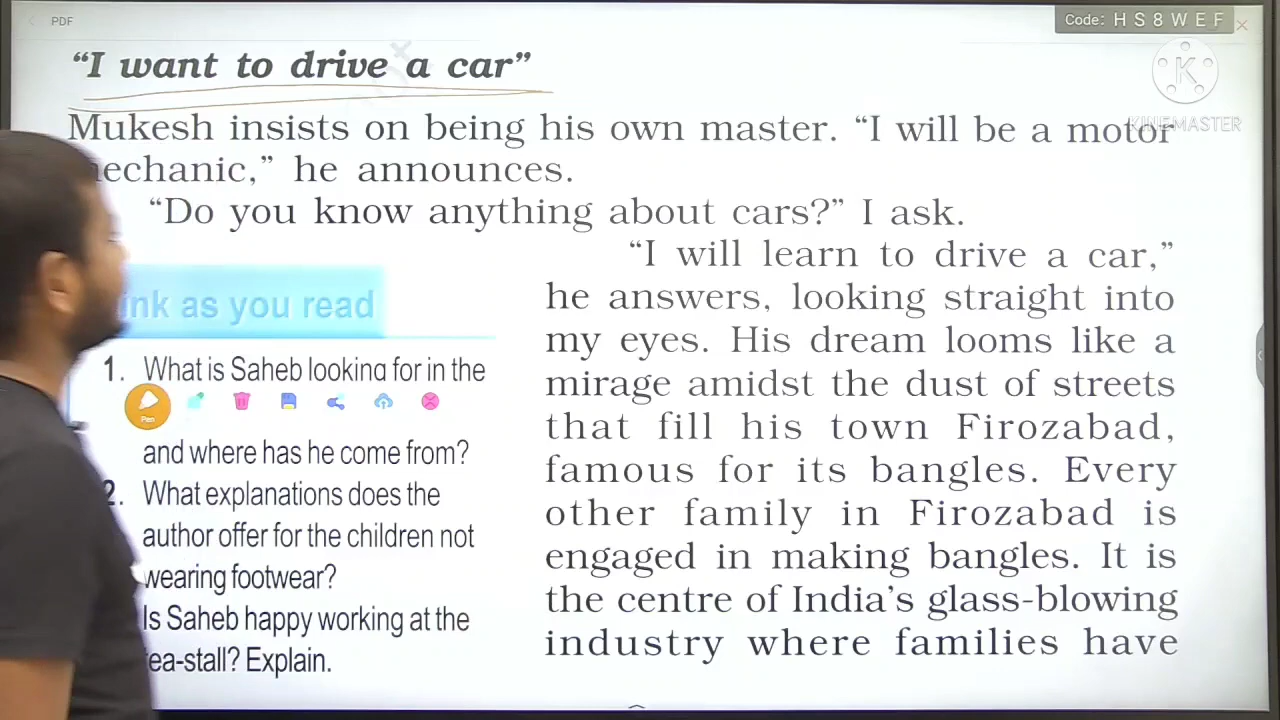 PDF
Code: H S 8 W E F
"I want to drive a car"
KINEMASTER
Mukesh insists on being his own master. "I will be a motor
mechanic," he announces.
"Do you know anything about cars?" I ask.
"I will learn to drive a car,"
he answers, looking straight into
my eyes. His dream looms like a
mirage amidst the dust of streets
that fill his town Firozabad,
famous for its bangles. Every
other family in Firozabad is
engaged in making bangles. It is
the centre of India's glass-blowing
industry where families have
ink as you read
1. What is Saheb looking for in the
Pen
and where has he come from?
2. What explanations does the
author offer for the children not
wearing footwear?
Is Saheb happy working at the
tea-stall? Explain.